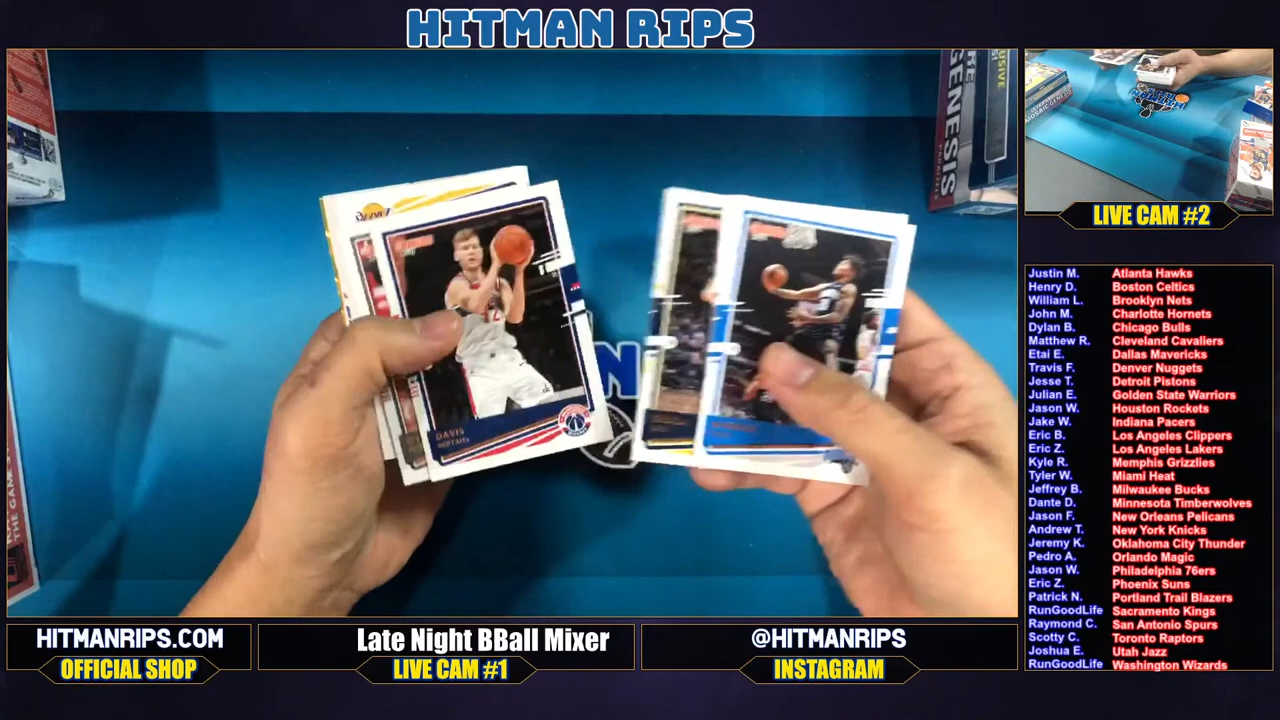 HITMAN RIPS
GENESIS
DAVIS
BERTANS
LIVE CAM #2
Justin M. Atlanta Hawks
Henry D. Boston Celtics
William L. Brooklyn Nets
John M. Charlotte Hornets
Dylan B. Chicago Bulls
Matthew R. Cleveland Cavaliers
Etai E. Dallas Mavericks
Travis F. Denver Nuggets
Jesse T. Detroit Pistons
Julian E. Golden State Warriors
Jason W. Houston Rockets
Jake W. Indiana Pacers
Eric B. Los Angeles Clippers
Eric Z. Los Angeles Lakers
Kyle R. Memphis Grizzlies
Tyler W. Miami Heat
Jeffrey B. Milwaukee Bucks
Dante D. Minnesota Timberwolves
Jason F. New Orleans Pelicans
Andrew T. New York Knicks
Jeremy K. Oklahoma City Thunder
Pedro A. Orlando Magic
Jason W. Philadelphia 76ers
Eric Z. Phoenix Suns
Patrick N. Portland Trail Blazers
RunGoodLife Sacramento Kings
Raymond C. San Antonio Spurs
Scotty C. Toronto Raptors
Joshua E. Utah Jazz
RunGoodLife Washington Wizards
HITMANRIPS.COM
OFFICIAL SHOP
Late Night BBall Mixer
LIVE CAM #1
@HITMANRIPS
INSTAGRAM